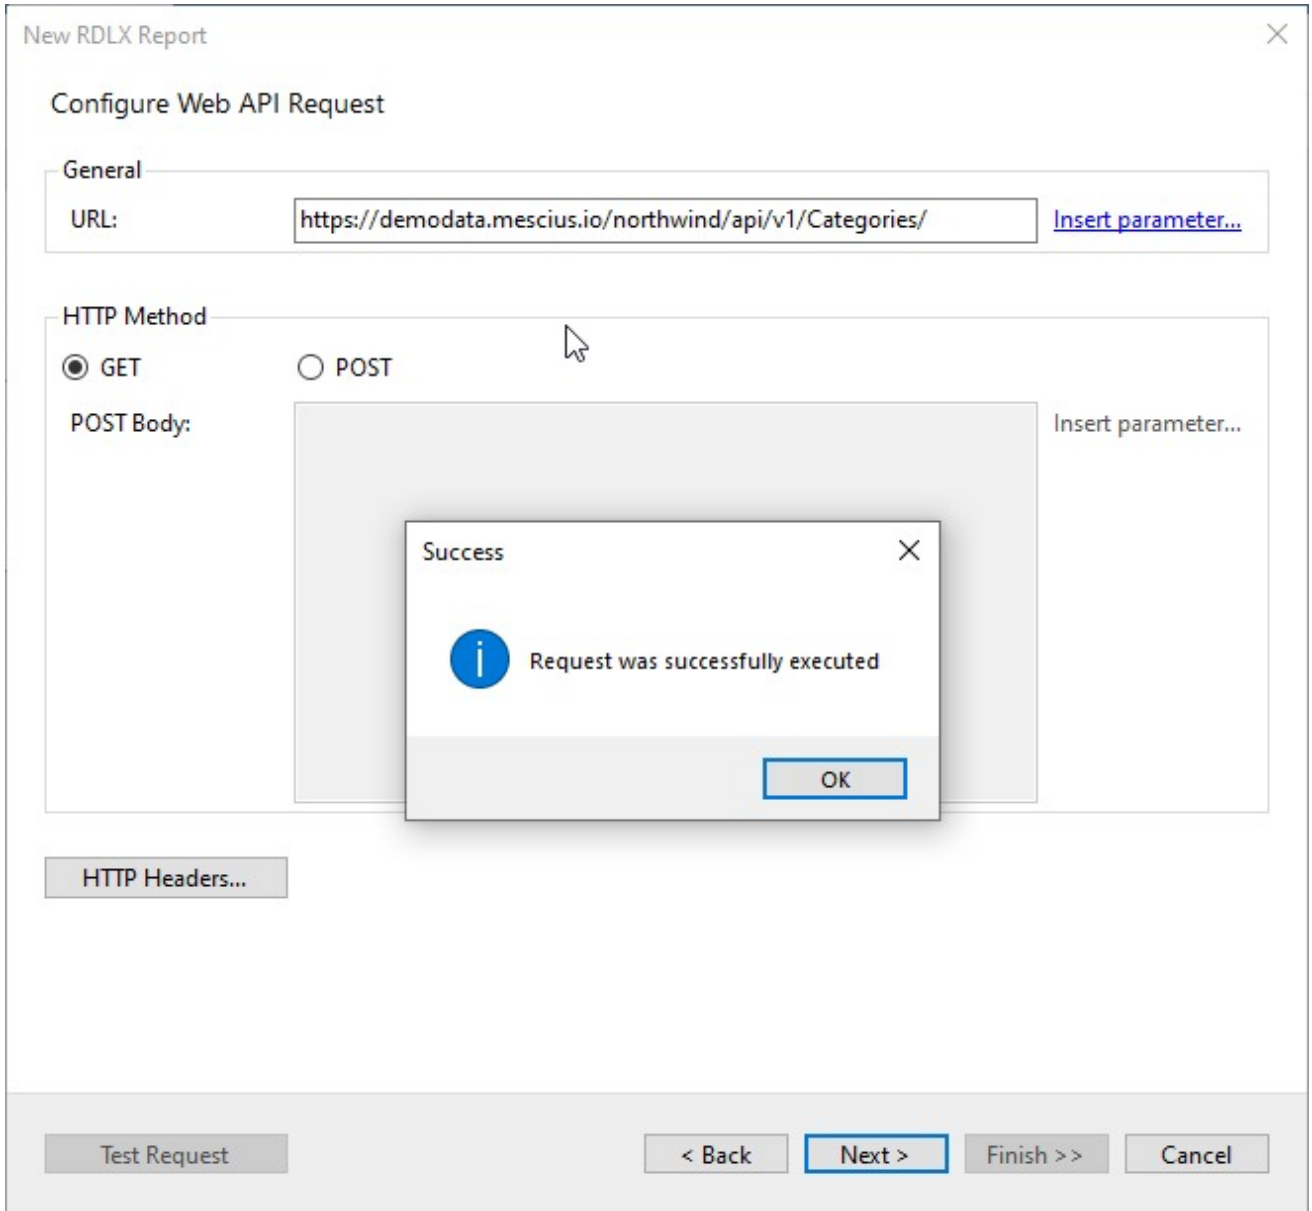 New RDLX Report
Configure Web API Request
General
URL: https://demodata.mescius.io/northwind/api/v1/Categories/ Insert parameter...
HTTP Method
GET POST
POST Body: Insert parameter...
Success
i
Request was successfully executed
OK
HTTP Headers...
Test Request < Back Next > Finish >> Cancel